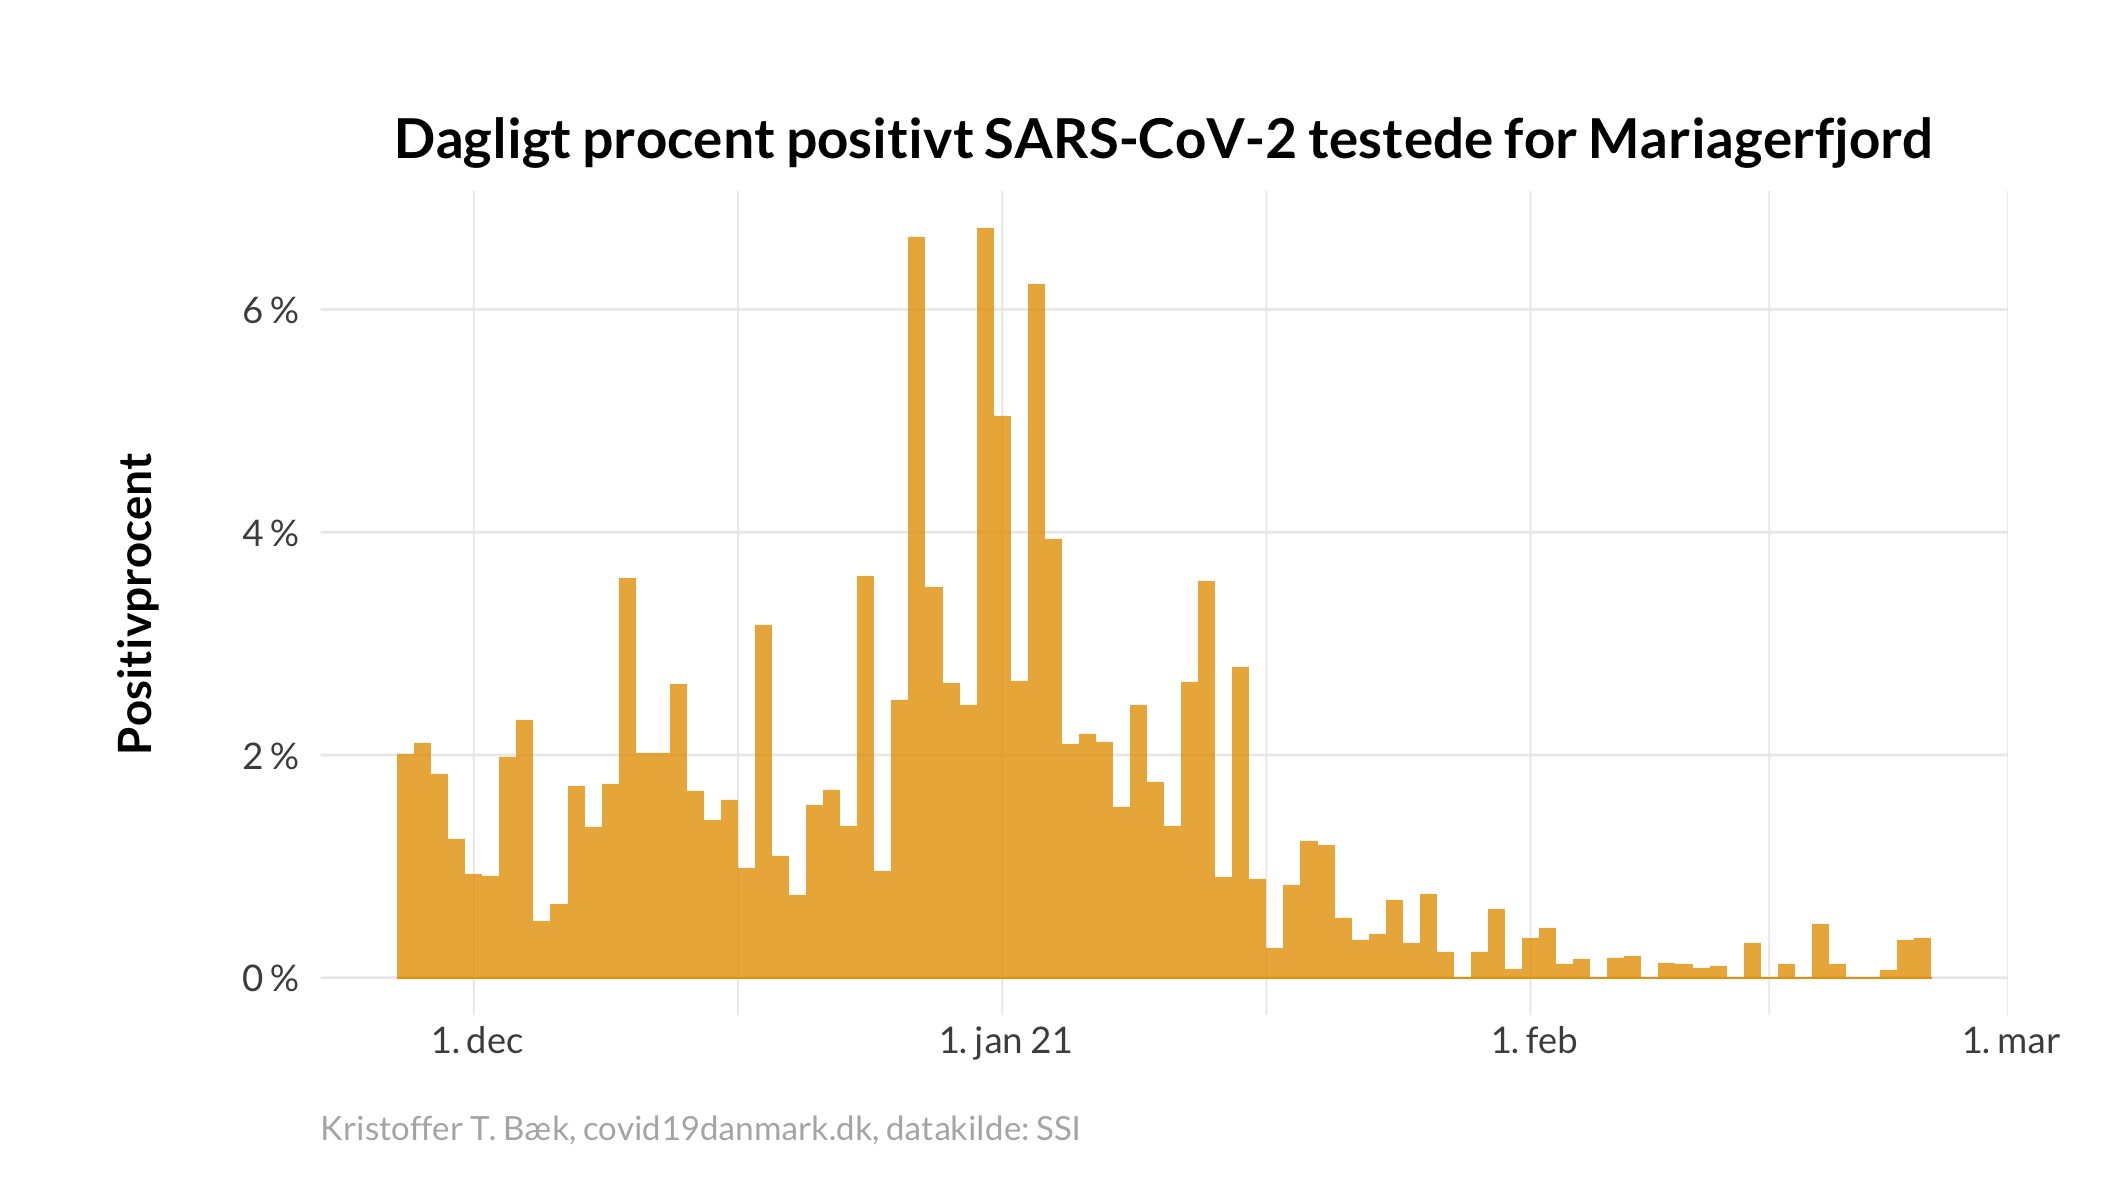 Dagligt procent positivt SARS-CoV-2 testede for Mariagerfjord
Positivprocent
6 %
4 %
2 %
0 %
1. dec
1. jan 21
1. feb
1. mar
Kristoffer T. Bæk, covid19danmark.dk, datakilde: SSI